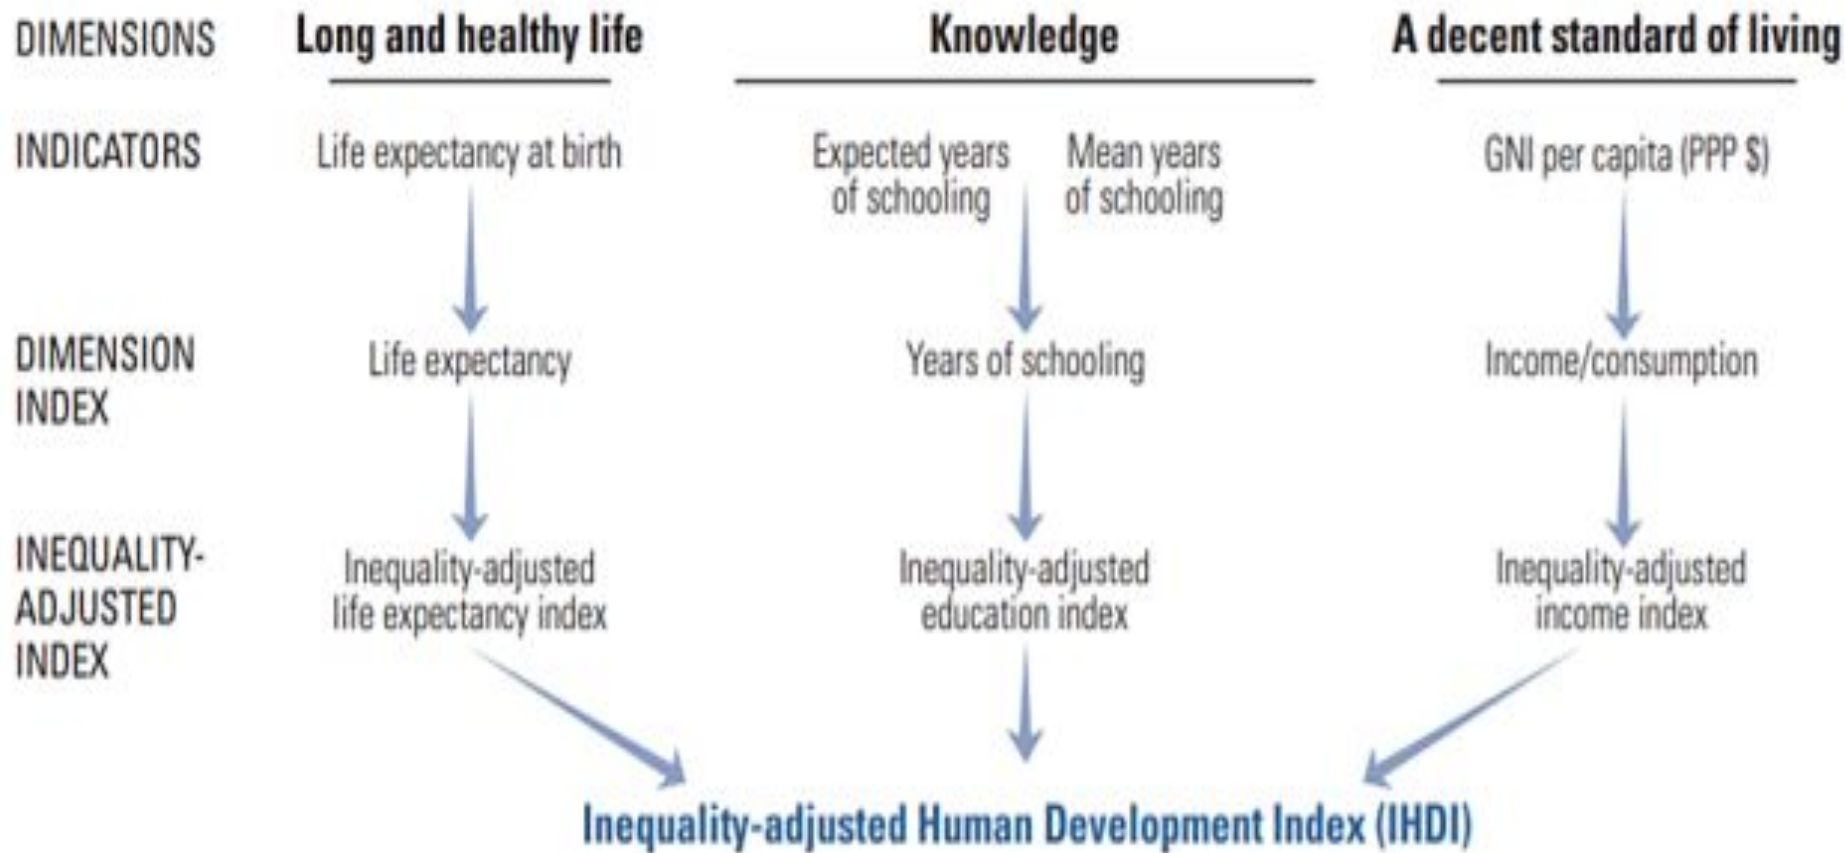 DIMENSIONS Long and healthy life Knowledge A decent standard of living
INDICATORS Life expectancy at birth Expected years Mean years GNI per capita (PPP $)
of schooling of schooling
DIMENSION Life expectancy Years of schooling Income/consumption
INDEX
INEQUALITY- Inequality-adjusted Inequality-adjusted Inequality-adjusted
ADJUSTED life expectancy index education index income index
INDEX
Inequality-adjusted Human Development Index (IHDI)